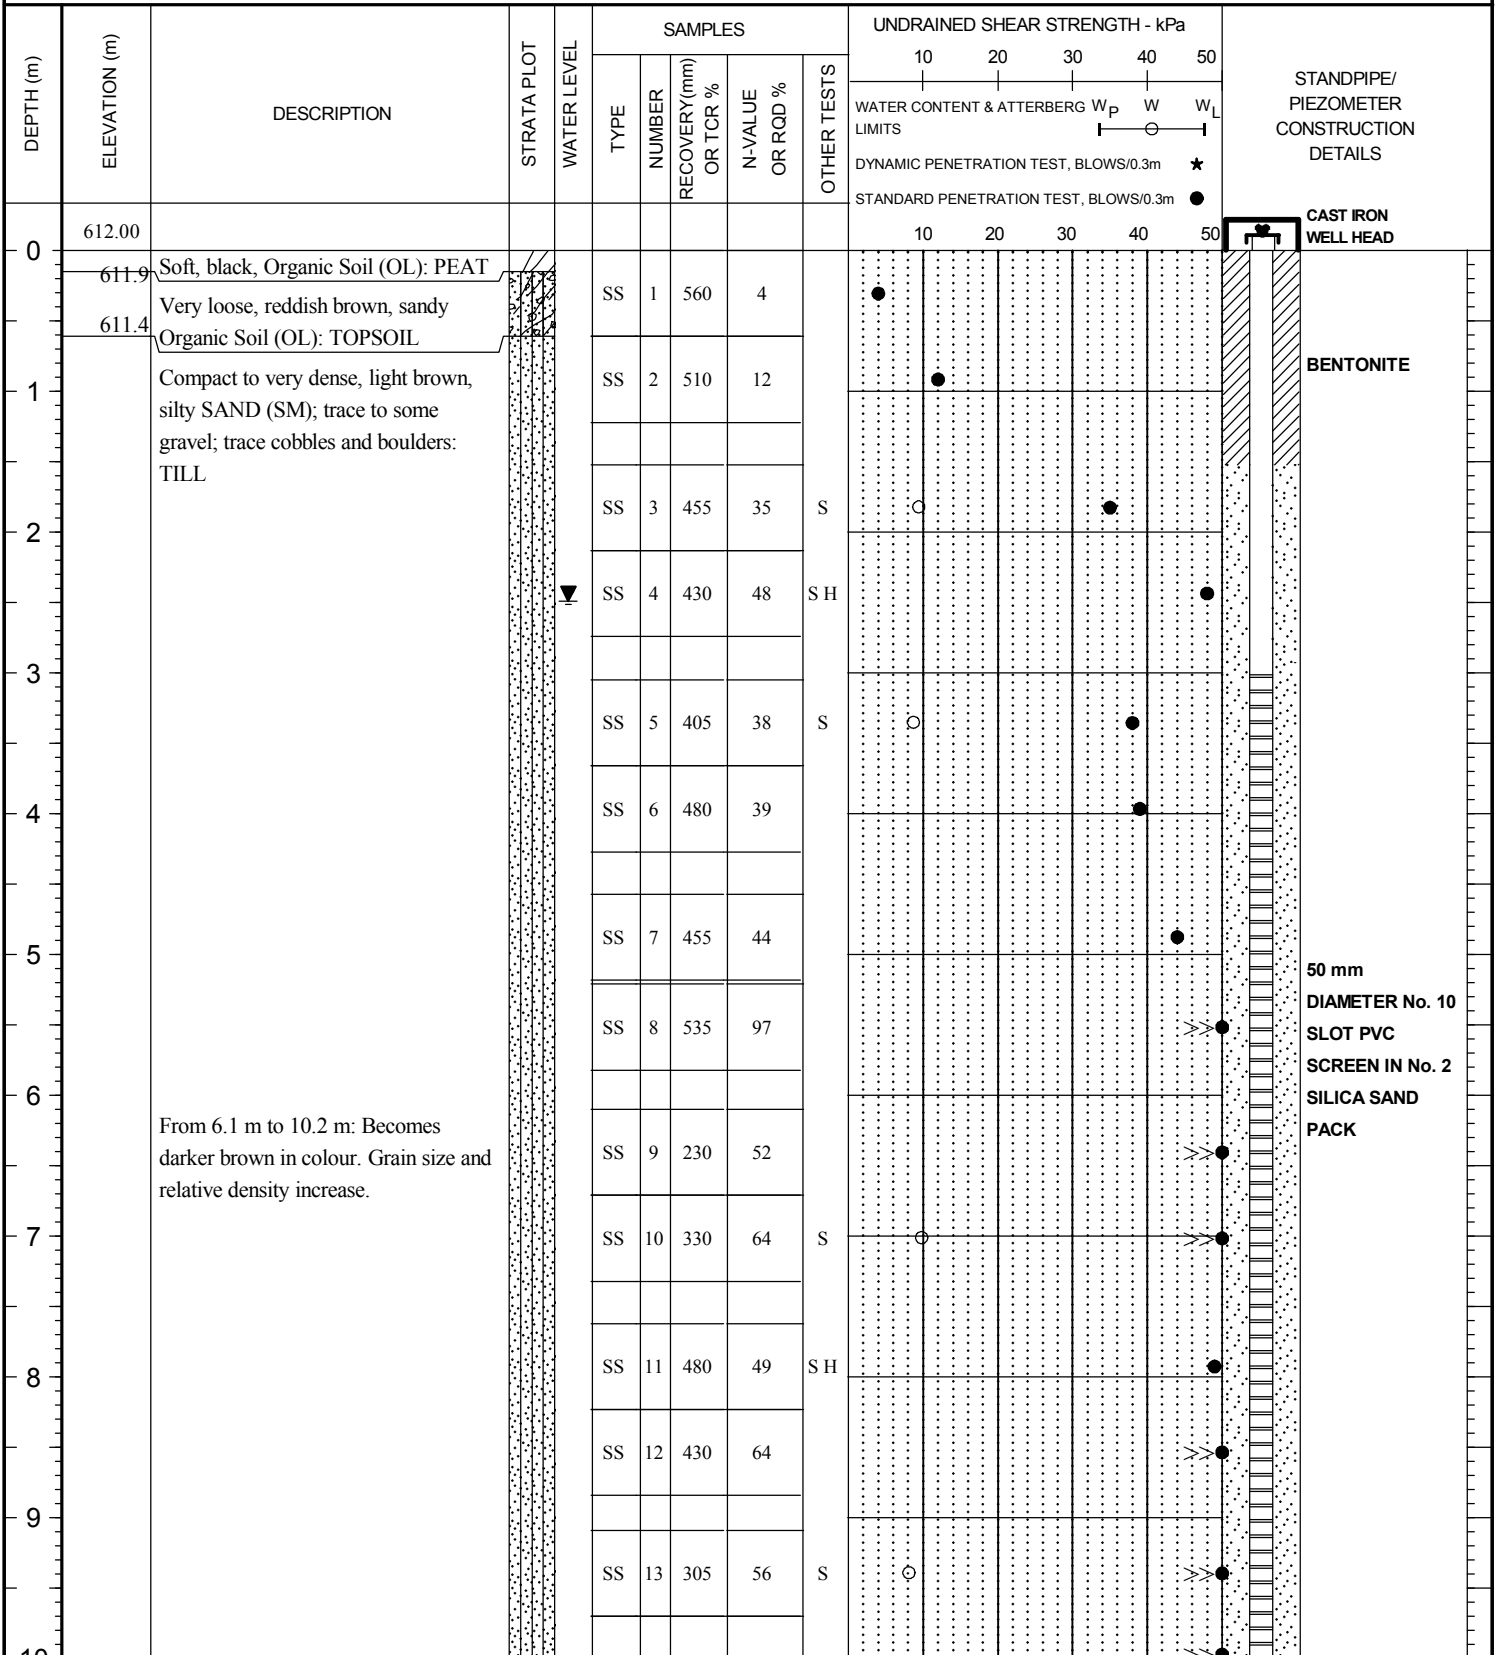 DEPTH (m)
ELEVATION (m)
DESCRIPTION
STRATA PLOT
WATER LEVEL
SAMPLES
TYPE
NUMBER
RECOVERY(mm)
OR TCR %
N-VALUE
OR RQD %
OTHER TESTS
UNDRAINED SHEAR STRENGTH - kPa
10 20 30 40 50
WATER CONTENT & ATTERBERG WP W WL
LIMITS
DYNAMIC PENETRATION TEST, BLOWS/0.3m ★
STANDARD PENETRATION TEST, BLOWS/0.3m ●
10 20 30 40 50
STANDPIPE/
PIEZOMETER
CONSTRUCTION
DETAILS
CAST IRON
WELL HEAD
612.00
0
611.9 Soft, black, Organic Soil (OL): PEAT
Very loose, reddish brown, sandy
611.4 Organic Soil (OL): TOPSOIL
SS 1 560 4
Compact to very dense, light brown,
silty SAND (SM); trace to some
gravel; trace cobbles and boulders:
TILL
SS 2 510 12
BENTONITE
1
SS 3 455 35 S
2
SS 4 430 48 S H
3
SS 5 405 38 S
SS 6 480 39
4
SS 7 455 44
5
50 mm
DIAMETER No. 10
SLOT PVC
SCREEN IN No. 2
SILICA SAND
PACK
SS 8 535 97 >>
6
From 6.1 m to 10.2 m: Becomes
darker brown in colour. Grain size and
relative density increase.
SS 9 230 52 >>
7
SS 10 330 64 S >>
SS 11 480 49 S H
8
SS 12 430 64 >>
9
SS 13 305 56 S >>
10 >>